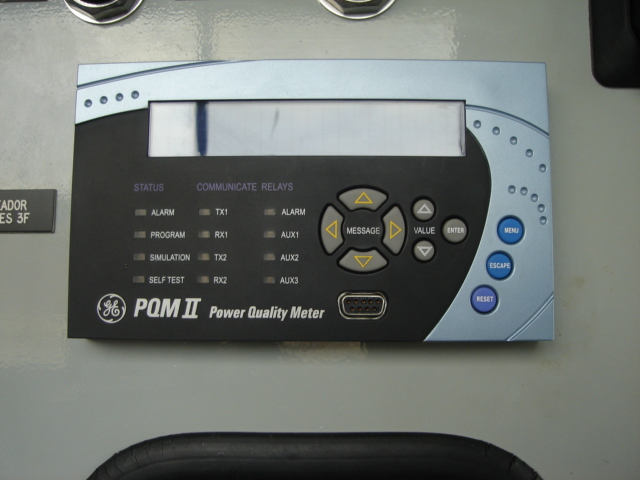 STATUS COMMUNICATE RELAYS
ALARM TX1 ALARM
PROGRAM RX1 AUX1
SIMULATION TX2 AUX2
SELF TEST RX2 AUX3
MESSAGE
VALUE
ENTER
MENU
ESCAPE
RESET
GE PQM II Power Quality Meter
ADOR
ES 3F